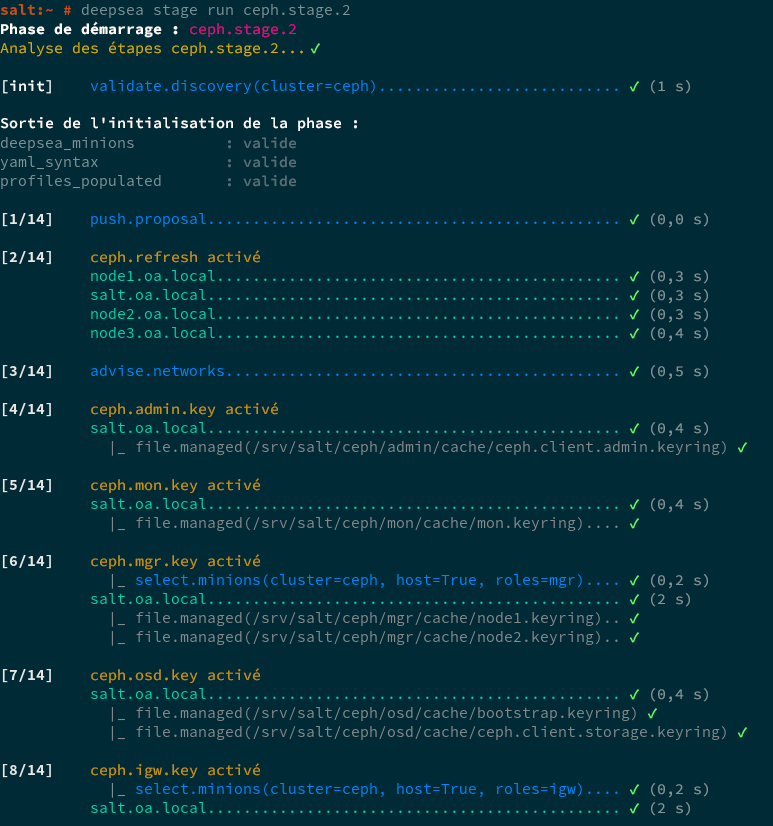 salt:~ # deepsea stage run ceph.stage.2
Phase de démarrage : ceph.stage.2
Analyse des étapes ceph.stage.2... ✓
[init] validate.discovery(cluster=ceph)........................... ✓ (1 s)
Sortie de l'initialisation de la phase :
deepsea_minions : valide
yaml_syntax : valide
profiles_populated : valide
[1/14] push.proposal.............................................. ✓ (0,0 s)
[2/14] ceph.refresh activé
node1.oa.local............................................. ✓ (0,3 s)
salt.oa.local.............................................. ✓ (0,3 s)
node2.oa.local............................................. ✓ (0,3 s)
node3.oa.local............................................. ✓ (0,4 s)
[3/14] advise.networks............................................ ✓ (0,5 s)
[4/14] ceph.admin.key activé
salt.oa.local.............................................. ✓ (0,4 s)
|_ file.managed(/srv/salt/ceph/admin/cache/ceph.client.admin.keyring) ✓
[5/14] ceph.mon.key activé
salt.oa.local.............................................. ✓ (0,4 s)
|_ file.managed(/srv/salt/ceph/mon/cache/mon.keyring).... ✓
[6/14] ceph.mgr.key activé
|_ select.minions(cluster=ceph, host=True, roles=mgr).... ✓ (0,2 s)
salt.oa.local.............................................. ✓ (2 s)
|_ file.managed(/srv/salt/ceph/mgr/cache/node1.keyring).. ✓
|_ file.managed(/srv/salt/ceph/mgr/cache/node2.keyring).. ✓
[7/14] ceph.osd.key activé
salt.oa.local.............................................. ✓ (0,4 s)
|_ file.managed(/srv/salt/ceph/osd/cache/bootstrap.keyring) ✓
|_ file.managed(/srv/salt/ceph/osd/cache/ceph.client.storage.keyring) ✓
[8/14] ceph.igw.key activé
|_ select.minions(cluster=ceph, host=True, roles=igw).... ✓ (0,2 s)
salt.oa.local.............................................. ✓ (2 s)